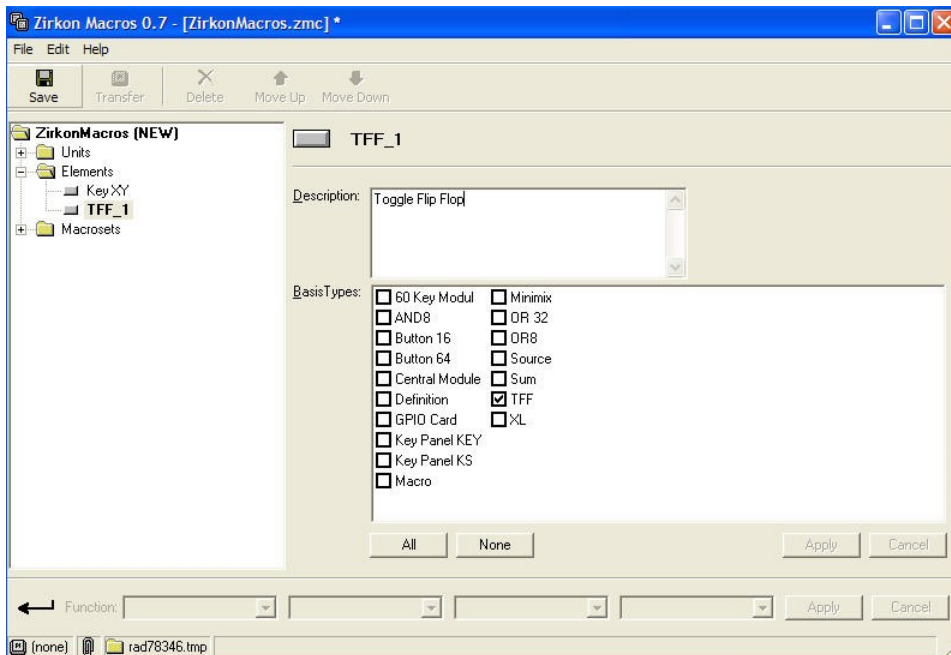 Zirkon Macros 0.7 - [ZirkonMacros.zmc] *
File Edit Help
Save Transfer Delete Move Up Move Down
ZirkonMacros (NEW)
Units
Elements
Key XY
TFF_1
Macrosets
TFF_1
Description: Toggle Flip Flop
BasisTypes:
60 Key Modul Minimix
AND8 OR 32
Button 16 OR8
Button 64 Source
Central Module Sum
Definition TFF
GPIO Card XL
Key Panel KEY
Key Panel KS
Macro
All None Apply Cancel
Function: Apply Cancel
(none) rad78346.tmp